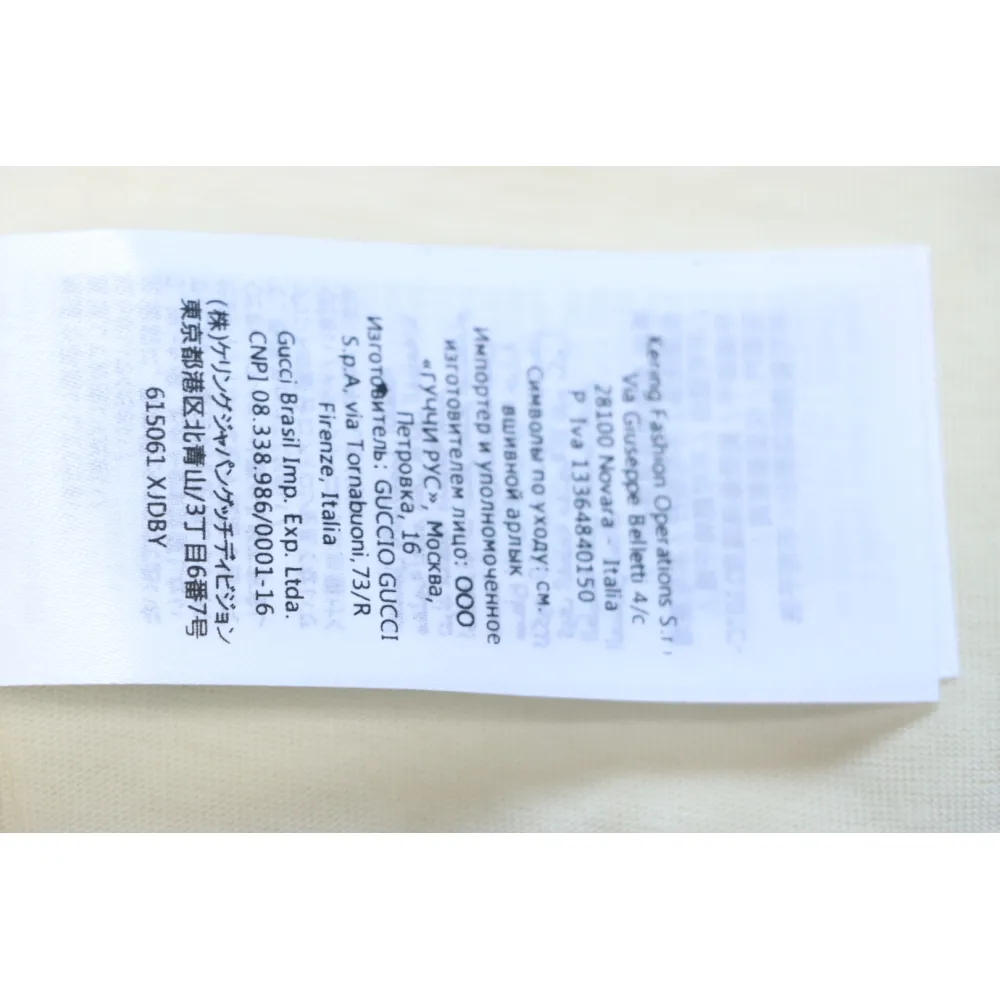 Kering Fashion Operations S.r
Via Giuseppe Belletti 4/c
28100 Novara - Italia
P Iva 13364840150
Символы по уходу: см.
вшивной арлык
Импортер и уполномоченное
изготовителем лицо: ООО
«ГУЧЧИ РУС», Москва,
Петровка, 16
Изготовитель: GUCCIO GUCCI
S.p.A, via Tornabuoni, 73/R
Firenze, Italia
Gucci Brasil Imp. Exp. Ltda.
CNPJ 08.338.986/0001-16
(株)ケリングジャパングッチディビジョン
東京都港区北青山/3丁目6番7号
615061 XJDBY